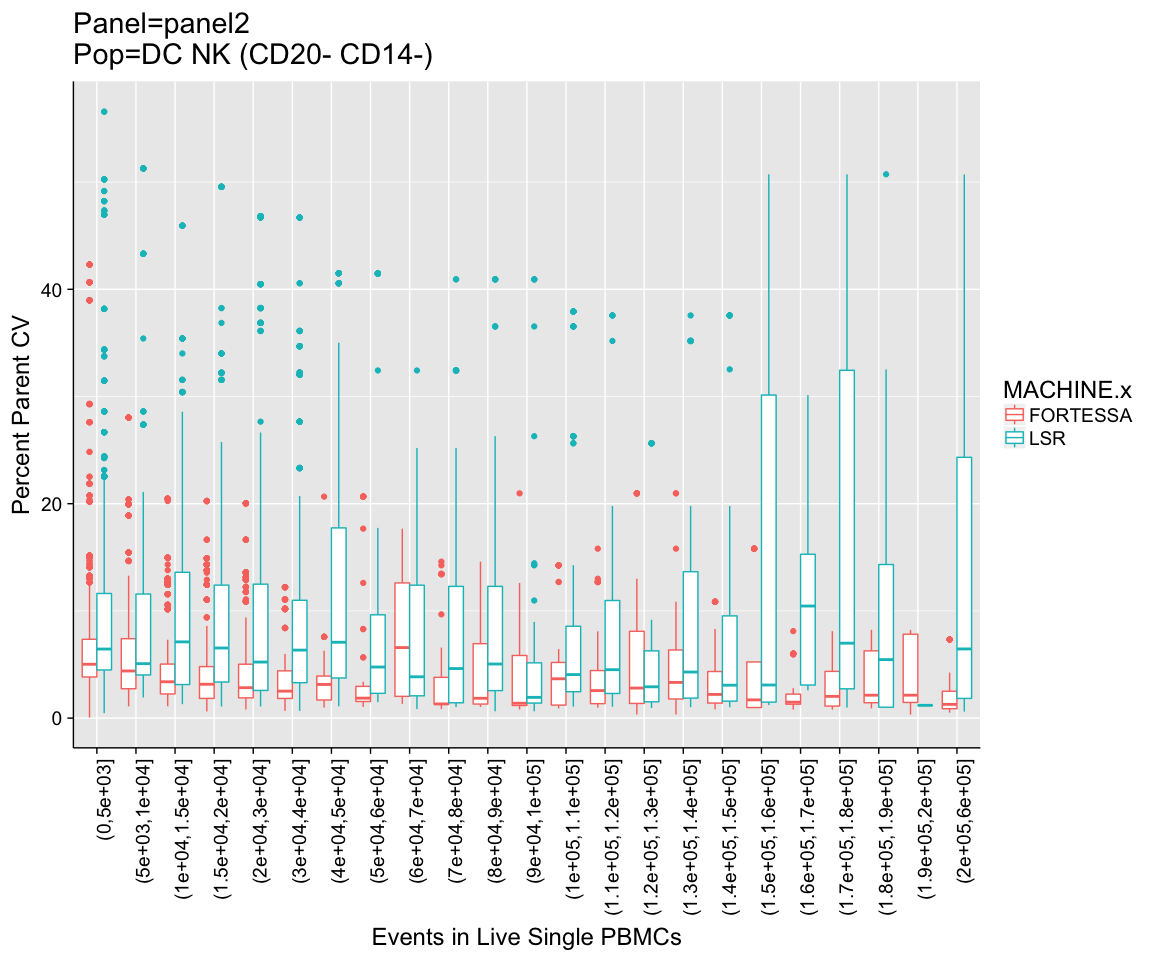 Panel=panel2
Pop=DC NK (CD20- CD14-)
Percent Parent CV
40
20
0
(0,5e+03]
(5e+03,1e+04]
(1e+04,1.5e+04]
(1.5e+04,2e+04]
(2e+04,3e+04]
(3e+04,4e+04]
(4e+04,5e+04]
(5e+04,6e+04]
(6e+04,7e+04]
(7e+04,8e+04]
(8e+04,9e+04]
(9e+04,1e+05]
(1e+05,1.1e+05]
(1.1e+05,1.2e+05]
(1.2e+05,1.3e+05]
(1.3e+05,1.4e+05]
(1.4e+05,1.5e+05]
(1.5e+05,1.6e+05]
(1.6e+05,1.7e+05]
(1.7e+05,1.8e+05]
(1.8e+05,1.9e+05]
(1.9e+05,2e+05]
(2e+05,6e+05]
Events in Live Single PBMCs
MACHINE.x
FORTESSA
LSR